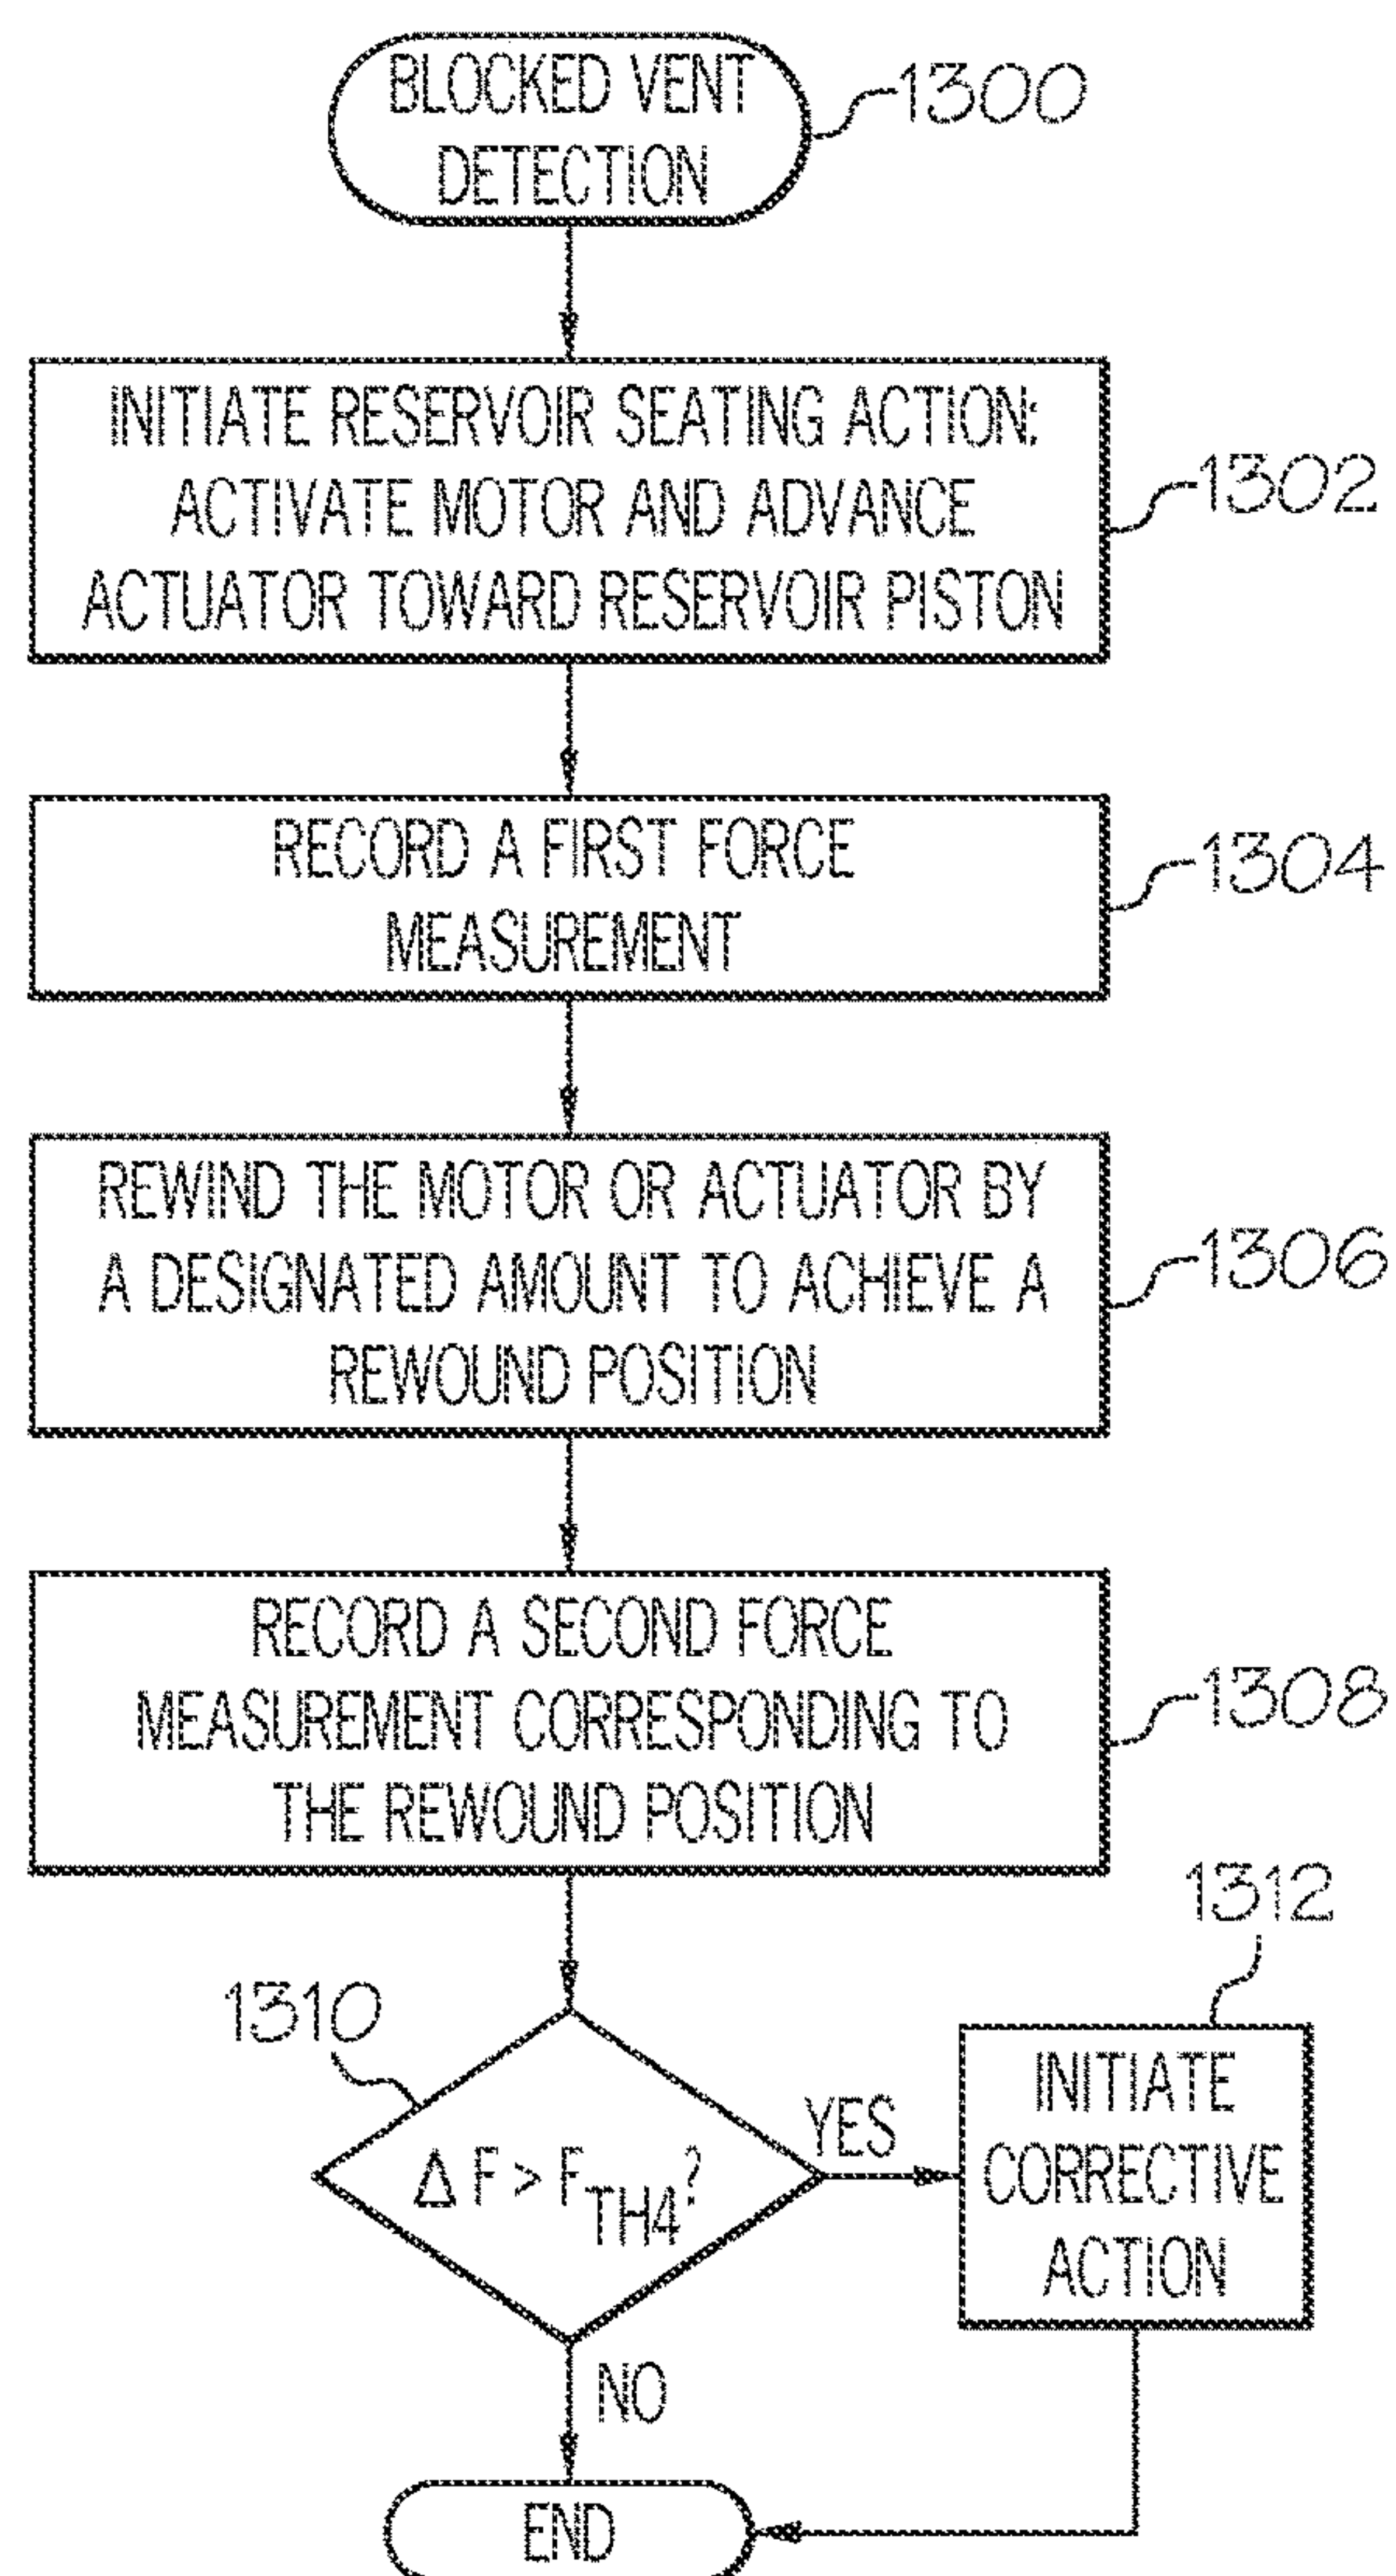 BLOCKED VENT
DETECTION
1300
INITIATE RESERVOIR SEATING ACTION:
ACTIVATE MOTOR AND ADVANCE
ACTUATOR TOWARD RESERVOIR PISTON
1302
RECORD A FIRST FORCE
MEASUREMENT
1304
REWIND THE MOTOR OR ACTUATOR BY
A DESIGNATED AMOUNT TO ACHIEVE A
REWOUND POSITION
1306
RECORD A SECOND FORCE
MEASUREMENT CORRESPONDING TO
THE REWOUND POSITION
1308
1310
Δ F > F TH4?
YES
1312
INITIATE
CORRECTIVE
ACTION
NO
END